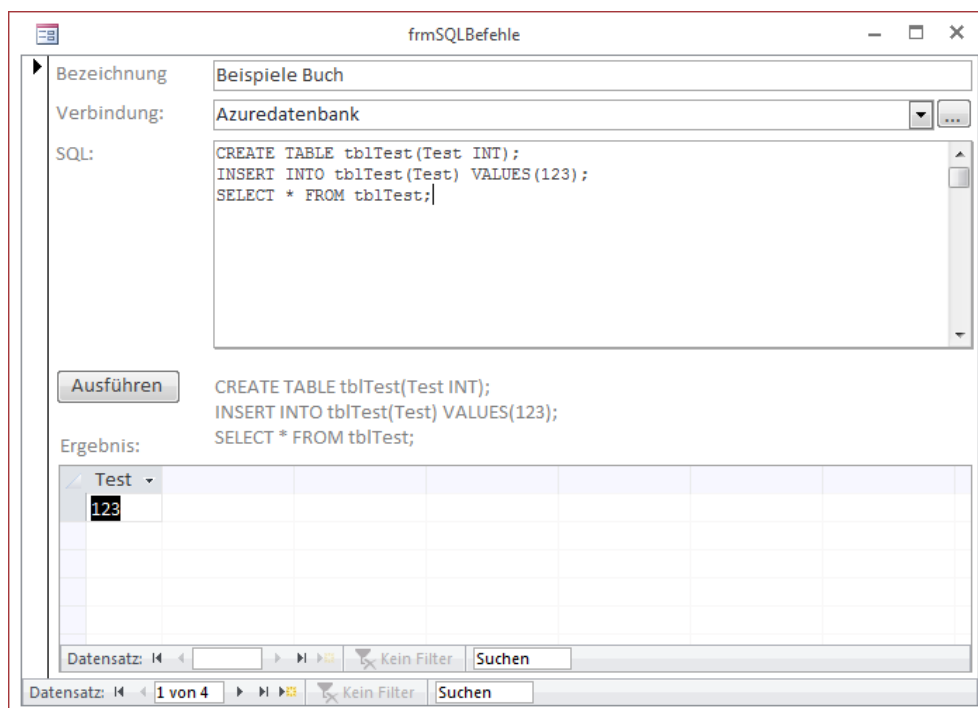 frmSQLBefehle
Bezeichnung Beispiele Buch
Verbindung: Azuredatenbank ...
SQL: CREATE TABLE tblTest(Test INT);
INSERT INTO tblTest(Test) VALUES(123);
SELECT * FROM tblTest;
Ausführen CREATE TABLE tblTest(Test INT);
INSERT INTO tblTest(Test) VALUES(123);
SELECT * FROM tblTest;
Ergebnis:
Test
123
Datensatz: Kein Filter Suchen
Datensatz: 1 von 4 Kein Filter Suchen